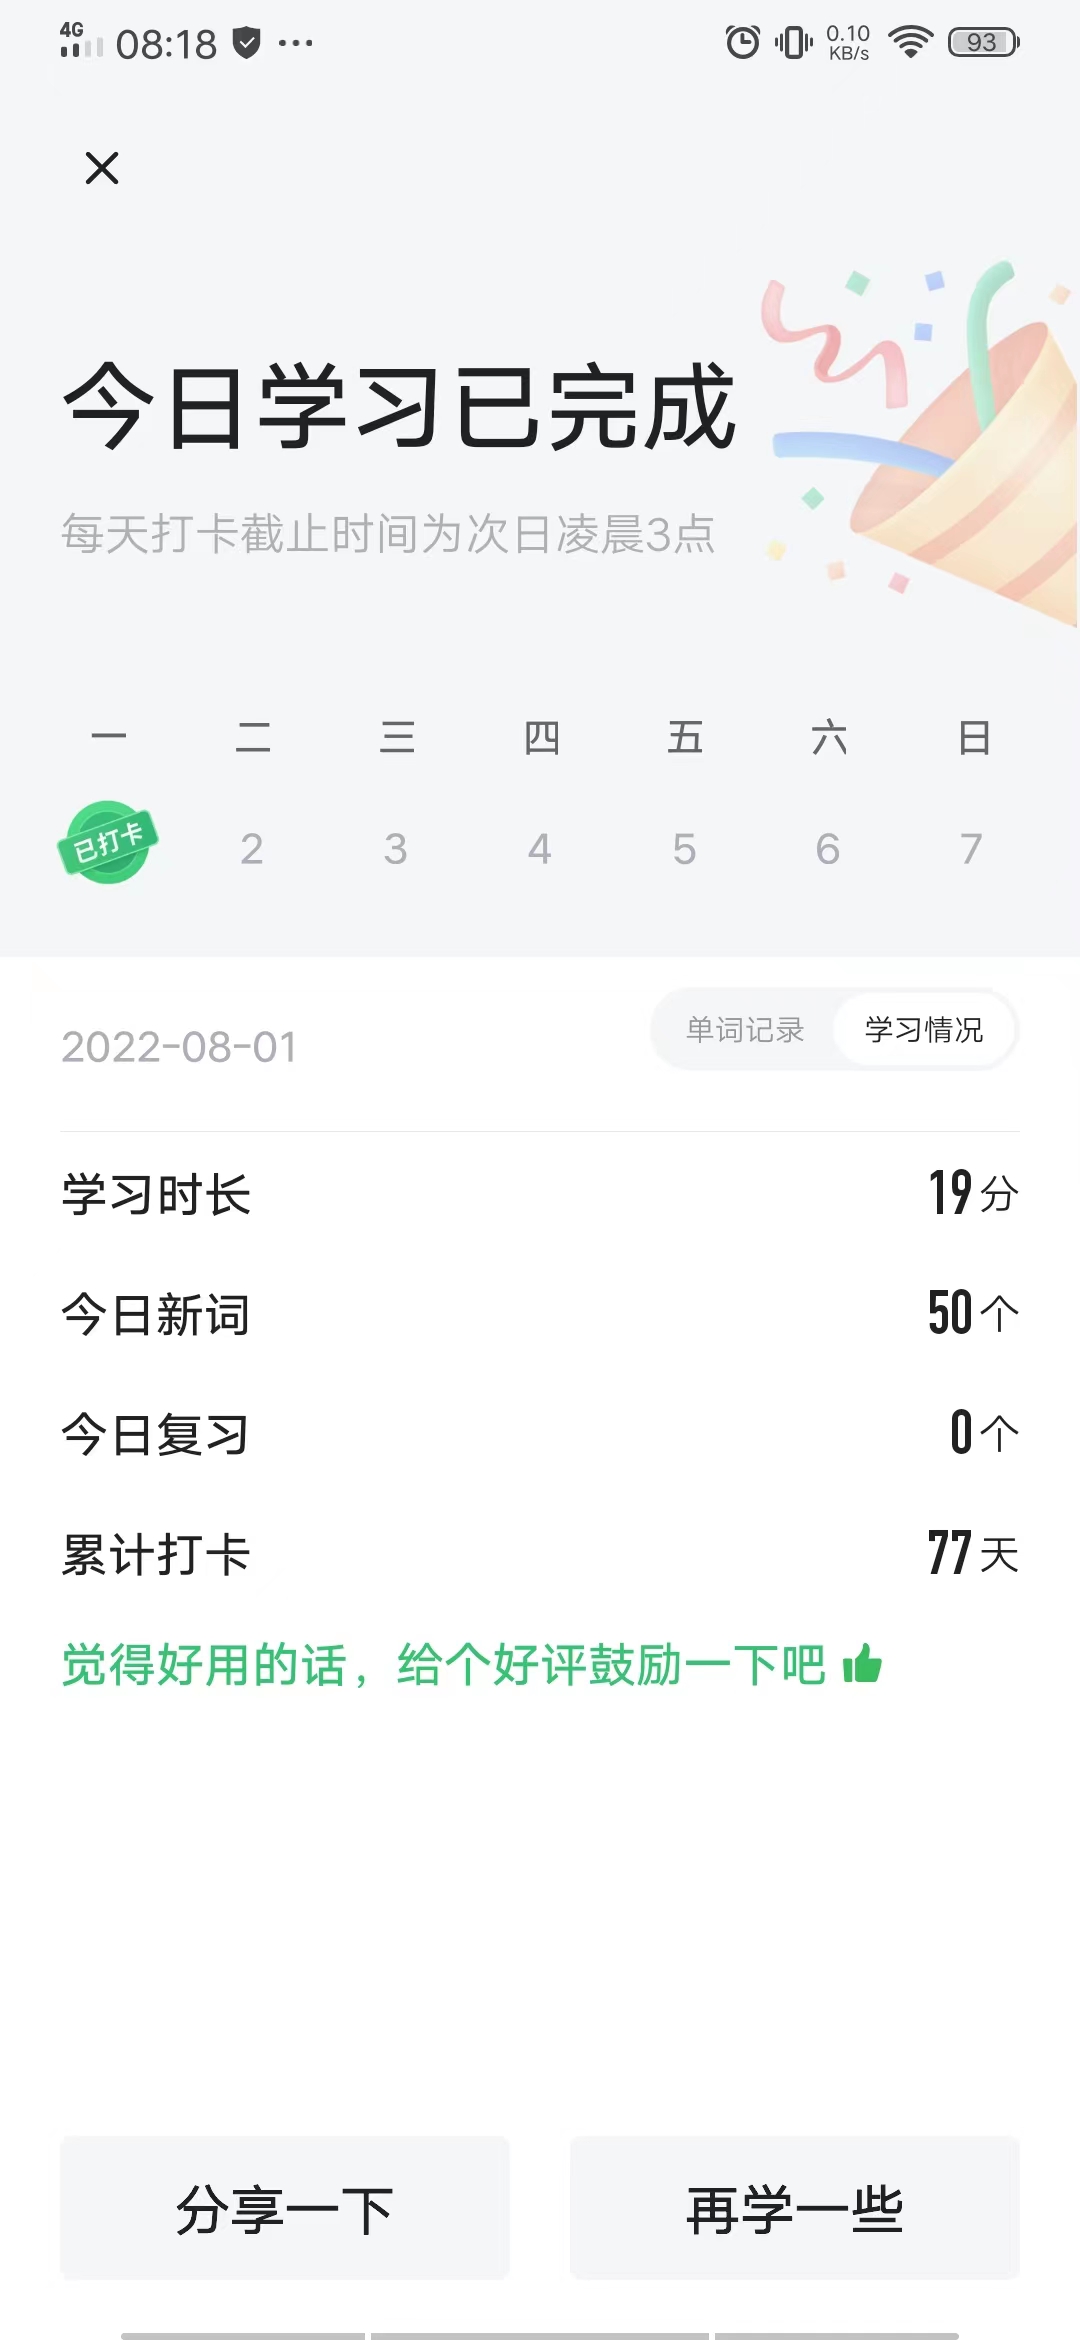 4G 08:18 0.10 KB/s 93
今日学习已完成
每天打卡截止时间为次日凌晨3点
一 二 三 四 五 六 日
已打卡 2 3 4 5 6 7
2022-08-01 单词记录 学习情况
学习时长 19分
今日新词 50个
今日复习 0个
累计打卡 77天
觉得好用的话，给个好评鼓励一下吧
分享一下 再学一些